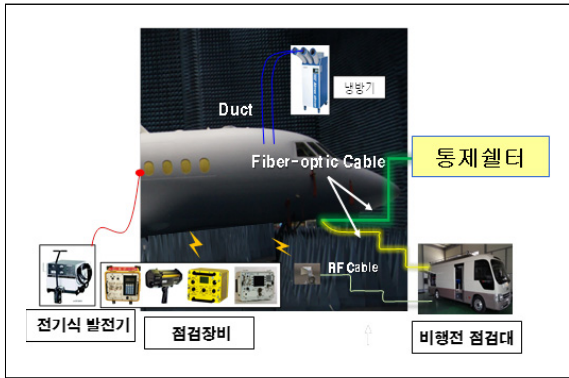 냉방기
Duct
Fiber-optic Cable
통제쉘터
RF Cable
전기식 발전기
점검장비
비행전 점검대